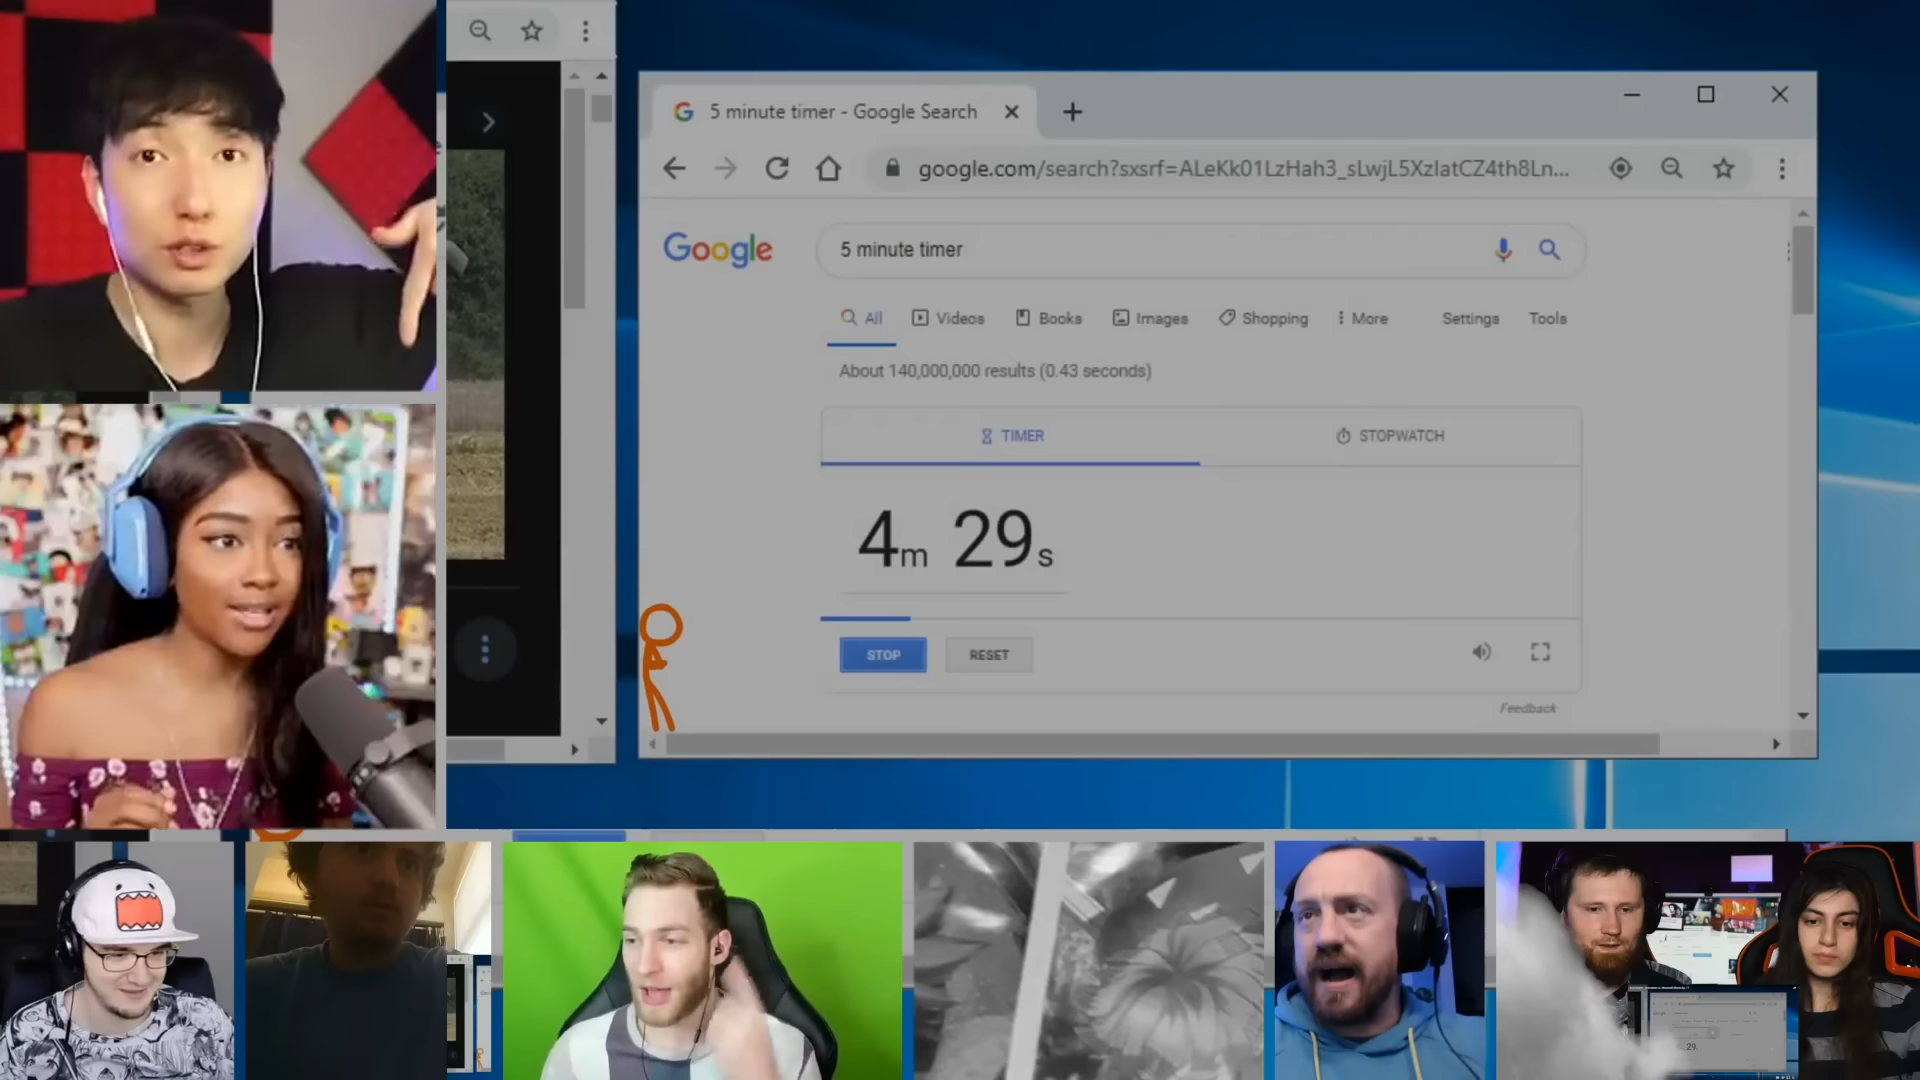 5 minute timer - Google Search
google.com/search?sxsrf=ALeKk01LzHah3_sLwjL5XzIatCZ4th8Ln...
Google
5 minute timer
All
Videos
Books
Images
Shopping
More
Settings
Tools
About 140,000,000 results (0.43 seconds)
TIMER
STOPWATCH
4m 29s
STOP
RESET
Feedback